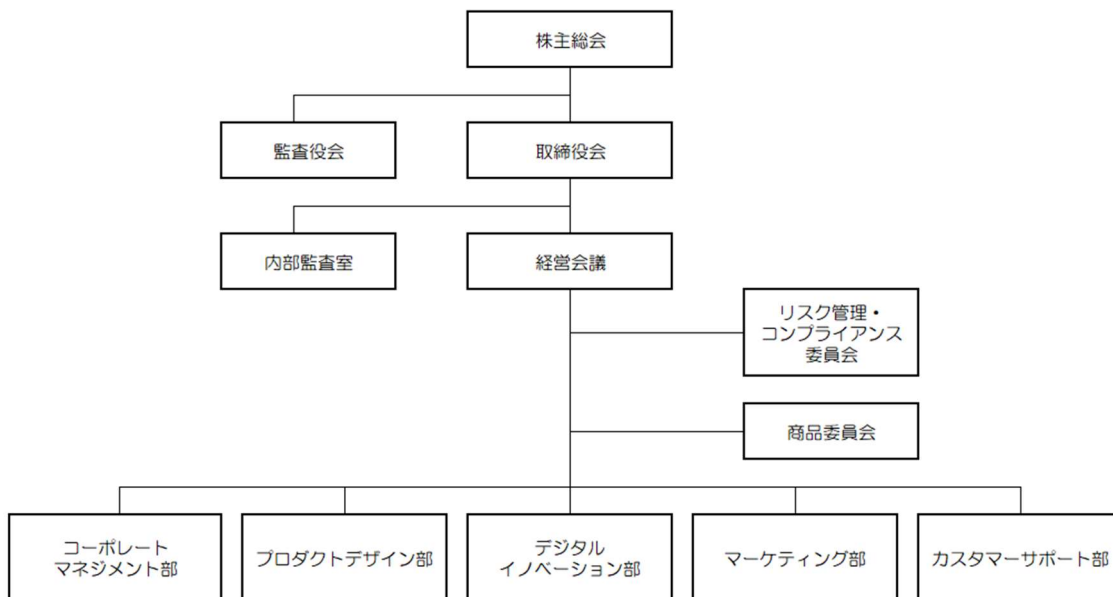 株主総会
監査役会
取締役会
内部監査室
経営会議
リスク管理・
コンプライアンス
委員会
商品委員会
コーポレート
マネジメント部
プロダクトデザイン部
デジタル
イノベーション部
マーケティング部
カスタマーサポート部